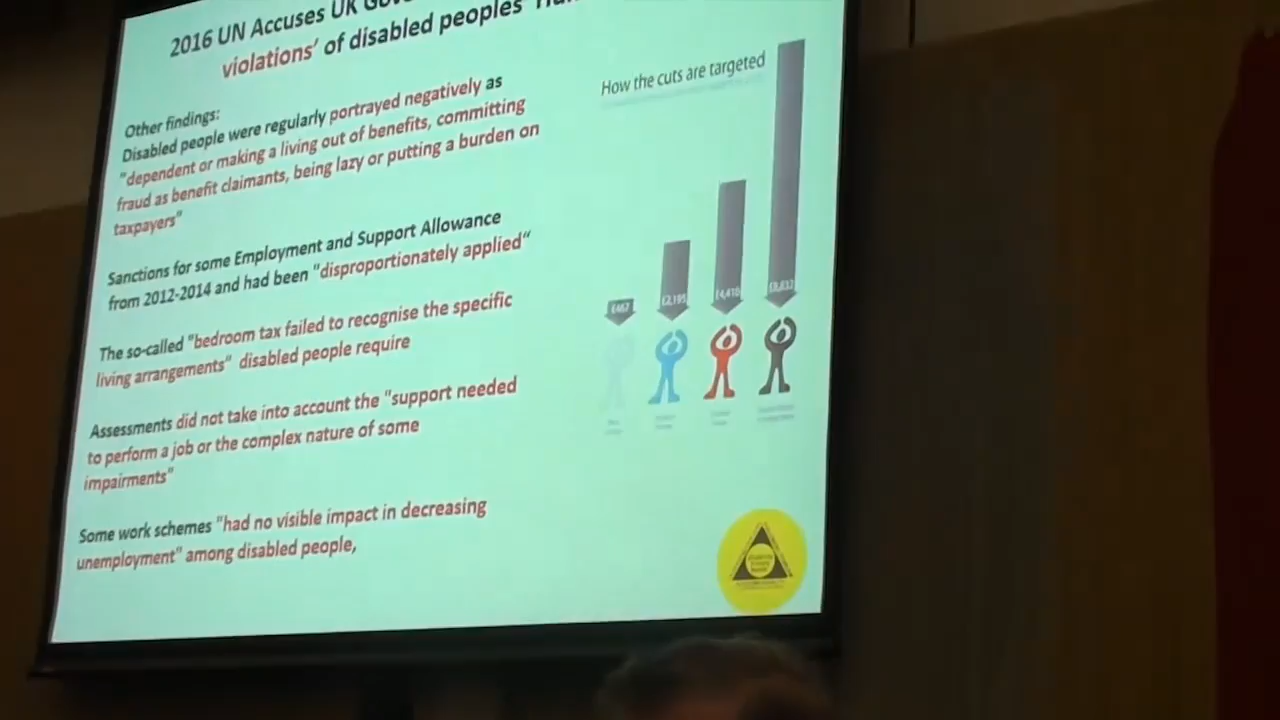 2016 UN Accuses UK
violations' of disabled peoples'
Other findings:
Disabled people were regularly portrayed negatively as
"dependent or making a living out of benefits, committing
fraud as benefit claimants, being lazy or putting a burden on
taxpayers"
Sanctions for some Employment and Support Allowance
from 2012-2014 and had been "disproportionately applied“
The so-called "bedroom tax failed to recognise the specific
living arrangements" disabled people require
Assessments did not take into account the "support needed
to perform a job or the complex nature of some
impairments"
Some work schemes "had no visible impact in decreasing
unemployment" among disabled people,
How the cuts are targeted
£467
£2,195
£4,410
£8,832